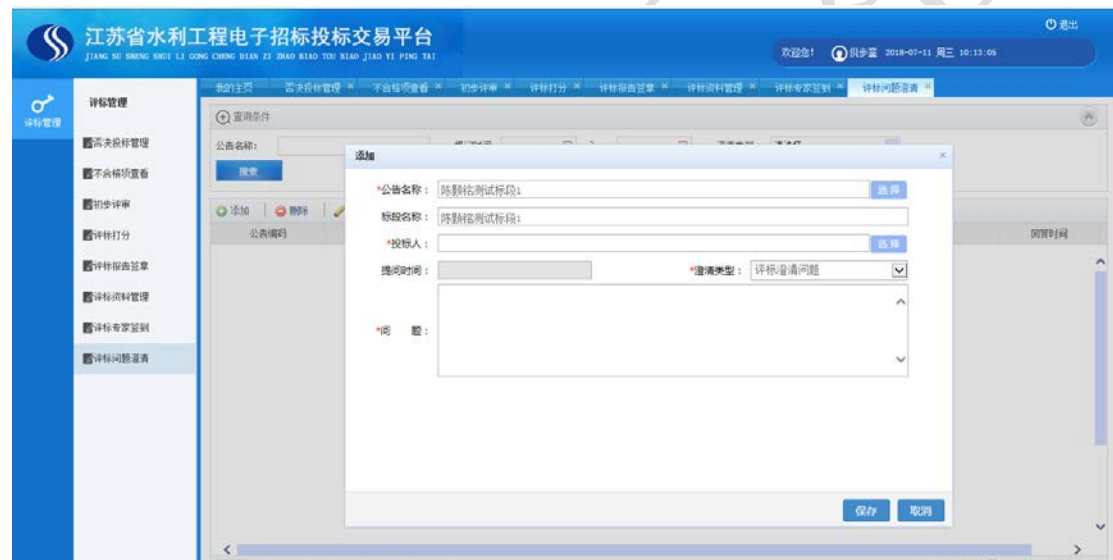 江苏省水利工程电子招标投标交易平台
JIANG SU SHENG SHUI LI GONG CHENG DIAN ZI ZHAO BIAO TOU BIAO JIAO YI PING TAI
退出
欢迎您! 2018-07-11 周三 10:13:05
评标管理
评标管理
我的主页 否决投标管理 不合格项查看 初步评审 评标打分 评标报告签章 评标资料管理 评标专家签到 评标问题澄清
查询条件
否决投标管理
不合格项查看
初步评审
评标打分
评标报告签章
评标资料管理
评标专家签到
评标问题澄清
公告名称:
搜索
添加 删除
公告编码 回复时间
添加
*公告名称: 陈颢铭测试标段1 选择
标段名称: 陈颢铭测试标段1
*投标人: 选择
提问时间: *澄清类型: 评标澄清问题
*问 题:
保存 取消